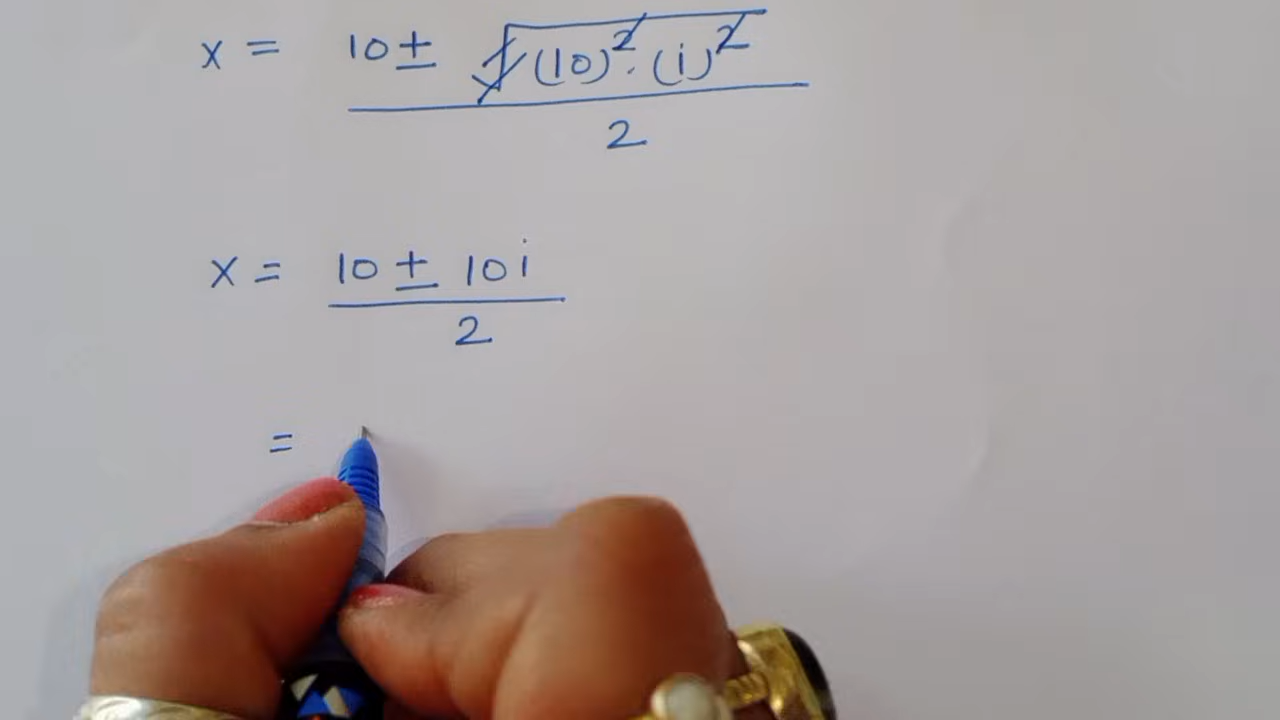 x = 10 ± √(10)² · (i)² / 2
x = 10 ± 10i / 2
=